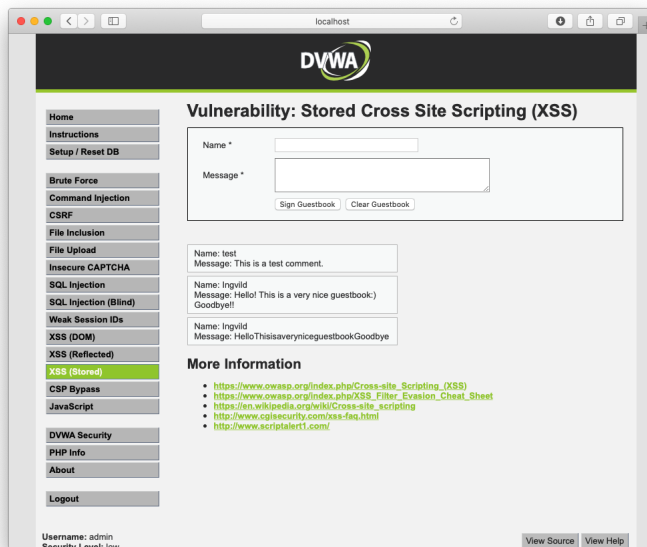 localhost
DVWA
Home
Instructions
Setup / Reset DB
Brute Force
Command Injection
CSRF
File Inclusion
File Upload
Insecure CAPTCHA
SQL Injection
SQL Injection (Blind)
Weak Session IDs
XSS (DOM)
XSS (Reflected)
XSS (Stored)
CSP Bypass
JavaScript
DVWA Security
PHP Info
About
Logout
Vulnerability: Stored Cross Site Scripting (XSS)
Name *
Message *
Sign Guestbook Clear Guestbook
Name: test
Message: This is a test comment.
Name: Ingvild
Message: Hello! This is a very nice guestbook:)
Goodbye!!
Name: Ingvild
Message: HelloThisisaveryniceguestbookGoodbye
More Information
https://www.owasp.org/index.php/Cross-site_Scripting_(XSS)
https://www.owasp.org/index.php/XSS_Filter_Evasion_Cheat_Sheet
https://en.wikipedia.org/wiki/Cross-site_scripting
http://www.cgisecurity.com/xss-faq.html
http://www.scriptalert1.com/
Username: admin
Security Level: low
View Source View Help